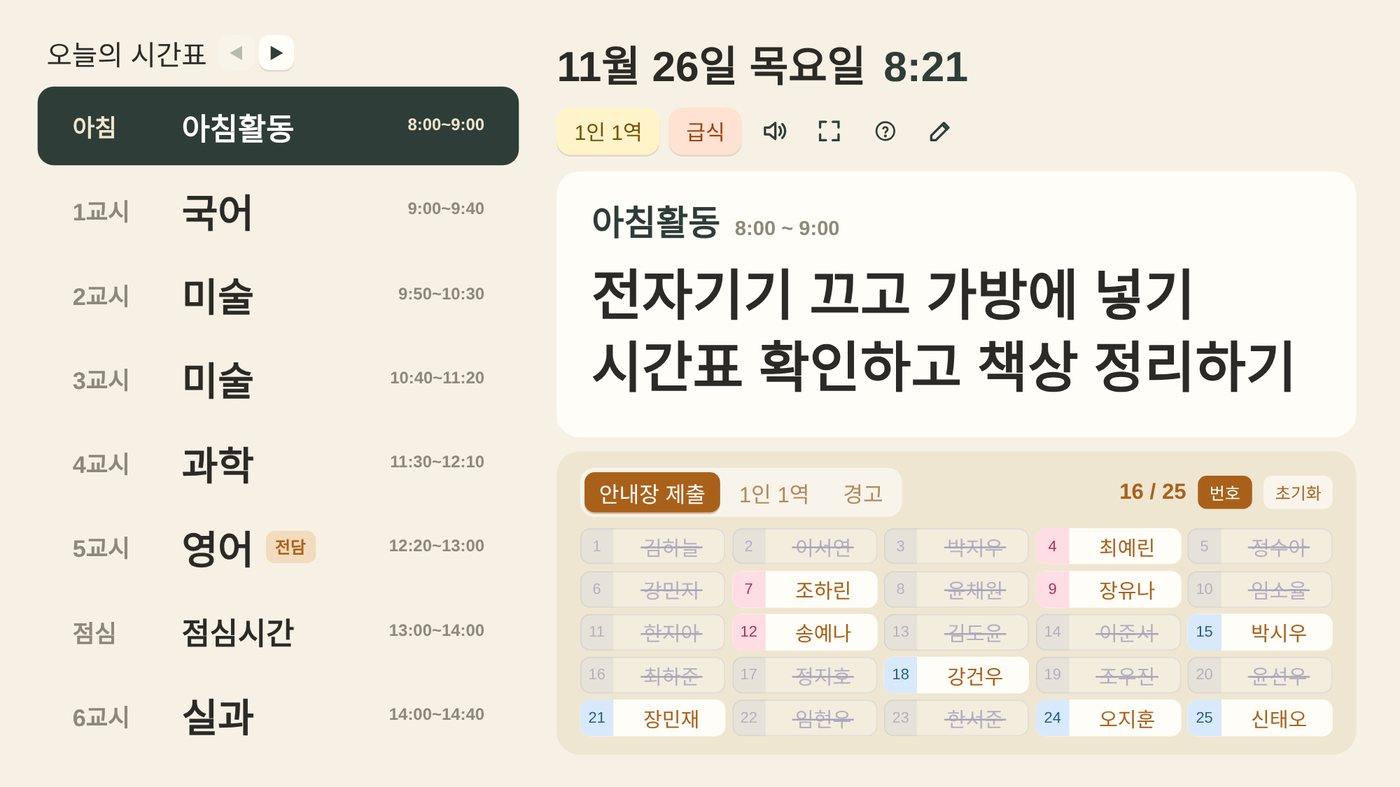 오늘의 시간표 ◀ ▶
아침 아침활동 8:00~9:00
1교시 국어 9:00~9:40
2교시 미술 9:50~10:30
3교시 미술 10:40~11:20
4교시 과학 11:30~12:10
5교시 영어 전담 12:20~13:00
점심 점심시간 13:00~14:00
6교시 실과 14:00~14:40
11월 26일 목요일 8:21
1인 1역 급식
아침활동 8:00 ~ 9:00
전자기기 끄고 가방에 넣기
시간표 확인하고 책상 정리하기
안내장 제출 1인 1역 경고 16 / 25 번호 초기화
1 김하늘 2 이서연 3 박지우 4 최예린 5 정수아
6 강민지 7 조하린 8 윤채원 9 장유나 10 임소율
11 한지아 12 송예나 13 김도윤 14 이준서 15 박시우
16 최하준 17 정지호 18 강건우 19 조우진 20 윤선우
21 장민재 22 임현우 23 한서준 24 오지훈 25 신태오